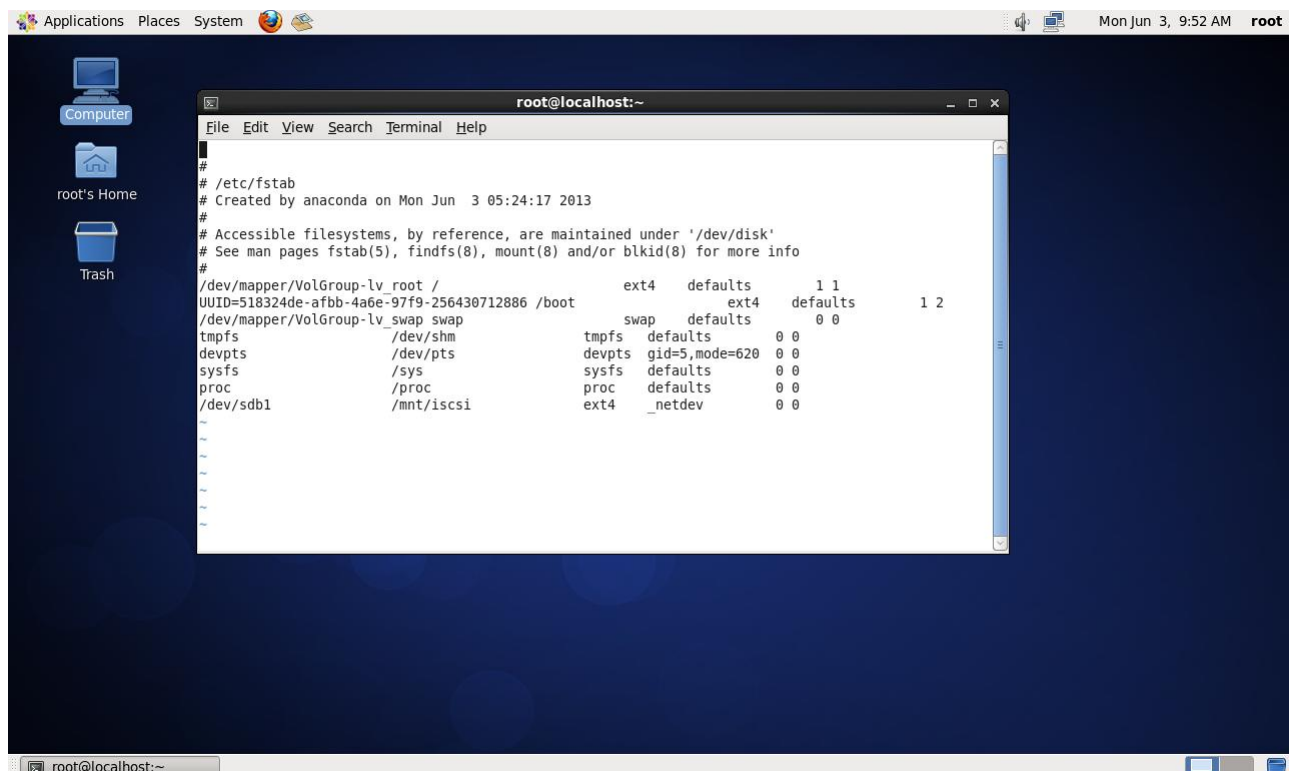 Applications Places System Mon Jun 3, 9:52 AM root
Computer
root's Home
Trash
root@localhost:~
File Edit View Search Terminal Help
#
# /etc/fstab
# Created by anaconda on Mon Jun  3 05:24:17 2013
#
# Accessible filesystems, by reference, are maintained under '/dev/disk'
# See man pages fstab(5), findfs(8), mount(8) and/or blkid(8) for more info
#
/dev/mapper/VolGroup-lv_root / ext4 defaults 1 1
UUID=518324de-afbb-4a6e-97f9-256430712886 /boot ext4 defaults 1 2
/dev/mapper/VolGroup-lv_swap swap swap defaults 0 0
tmpfs /dev/shm tmpfs defaults 0 0
devpts /dev/pts devpts gid=5,mode=620 0 0
sysfs /sys sysfs defaults 0 0
proc /proc proc defaults 0 0
/dev/sdb1 /mnt/iscsi ext4 _netdev 0 0
~
~
~
~
~
~
~
root@localhost:~